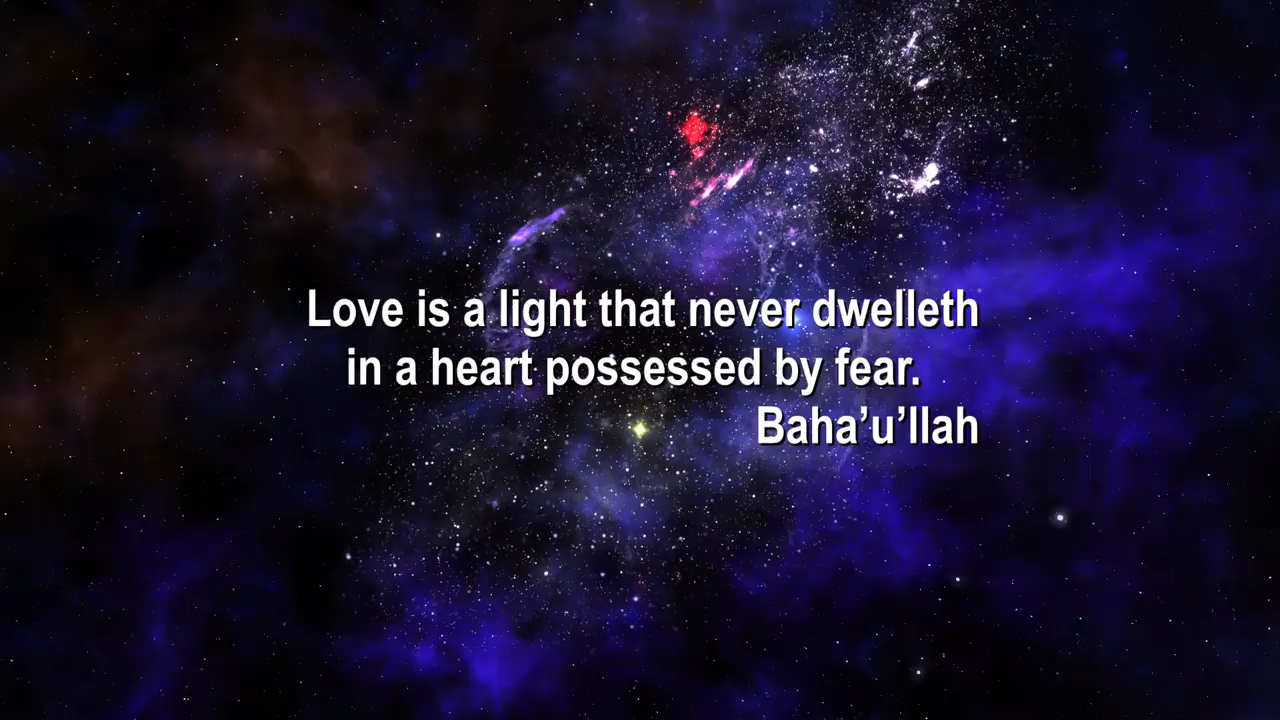 Love is a light that never dwelleth
in a heart possessed by fear.
Baha’u’llah